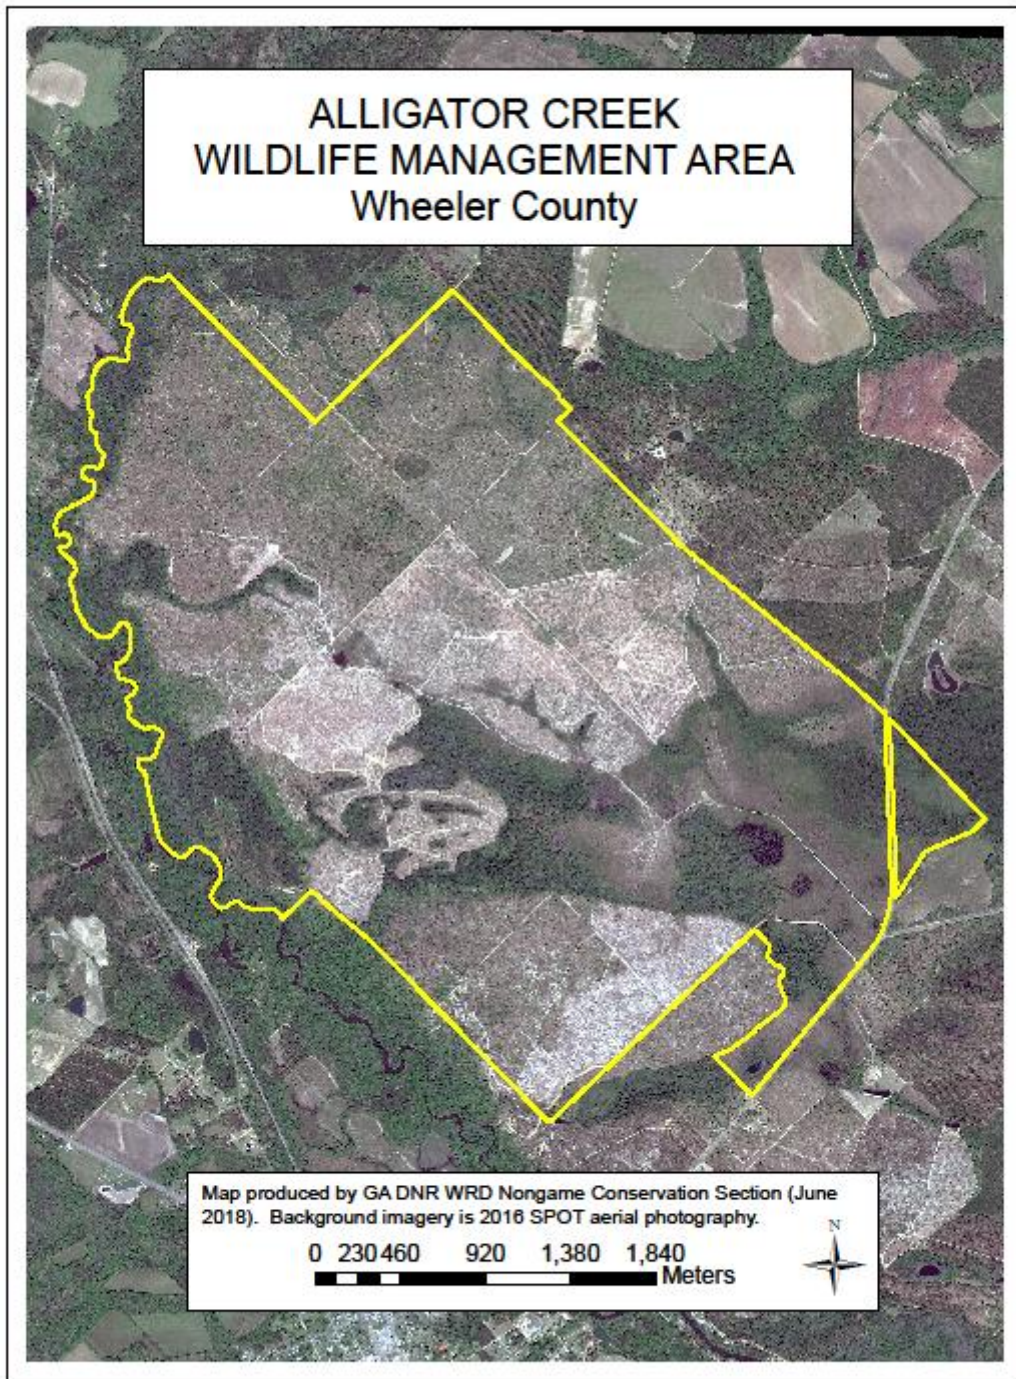 ALLIGATOR CREEK
WILDLIFE MANAGEMENT AREA
Wheeler County
Map produced by GA DNR WRD Nongame Conservation Section (June
2018). Background imagery is 2016 SPOT aerial photography.
N
0 230 460 920 1,380 1,840
Meters